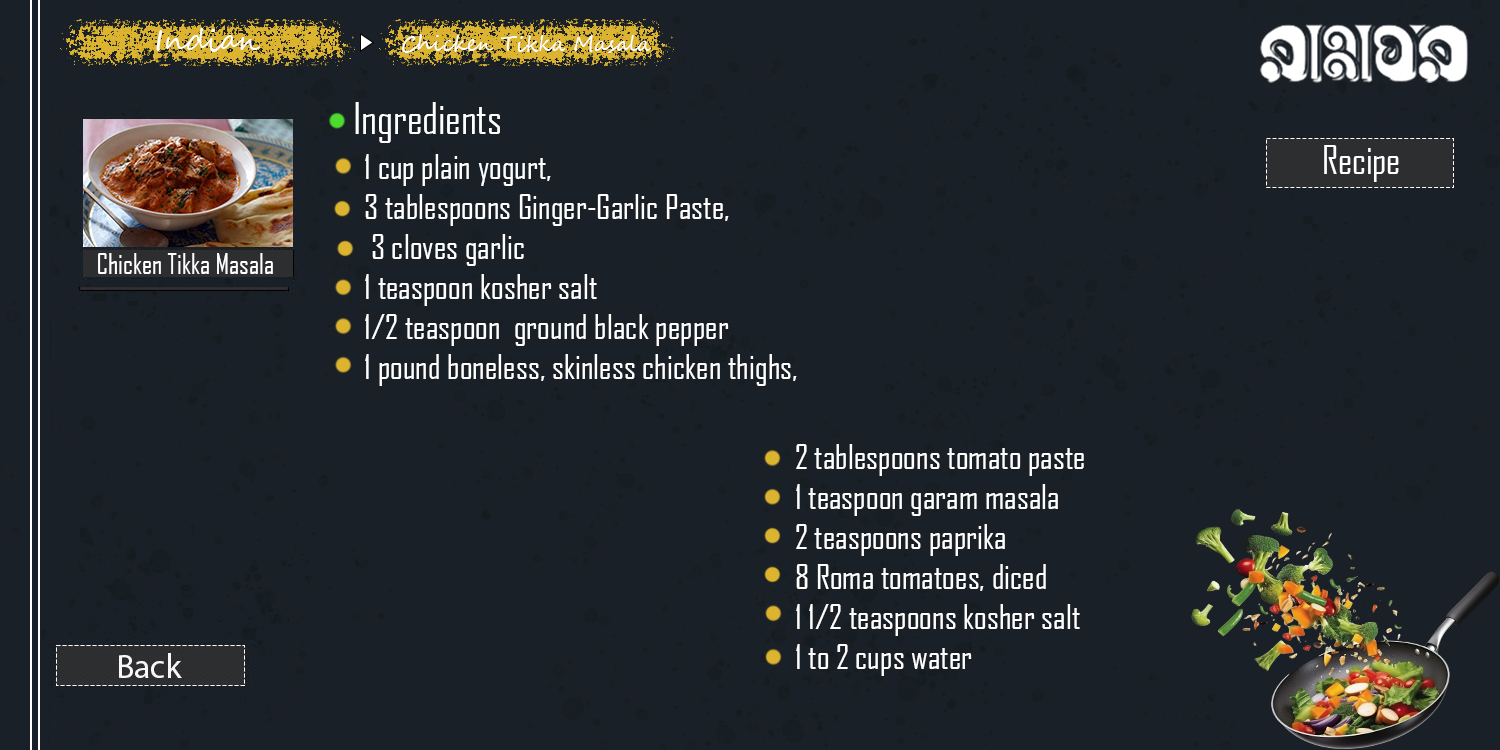 Indian
Chicken Tikka Masala
রান্নাঘর
Recipe
Ingredients
1 cup plain yogurt,
3 tablespoons Ginger-Garlic Paste,
3 cloves garlic
1 teaspoon kosher salt
1/2 teaspoon  ground black pepper
1 pound boneless, skinless chicken thighs,
Chicken Tikka Masala
2 tablespoons tomato paste
1 teaspoon garam masala
2 teaspoons paprika
8 Roma tomatoes, diced
1 1/2 teaspoons kosher salt
1 to 2 cups water
Back